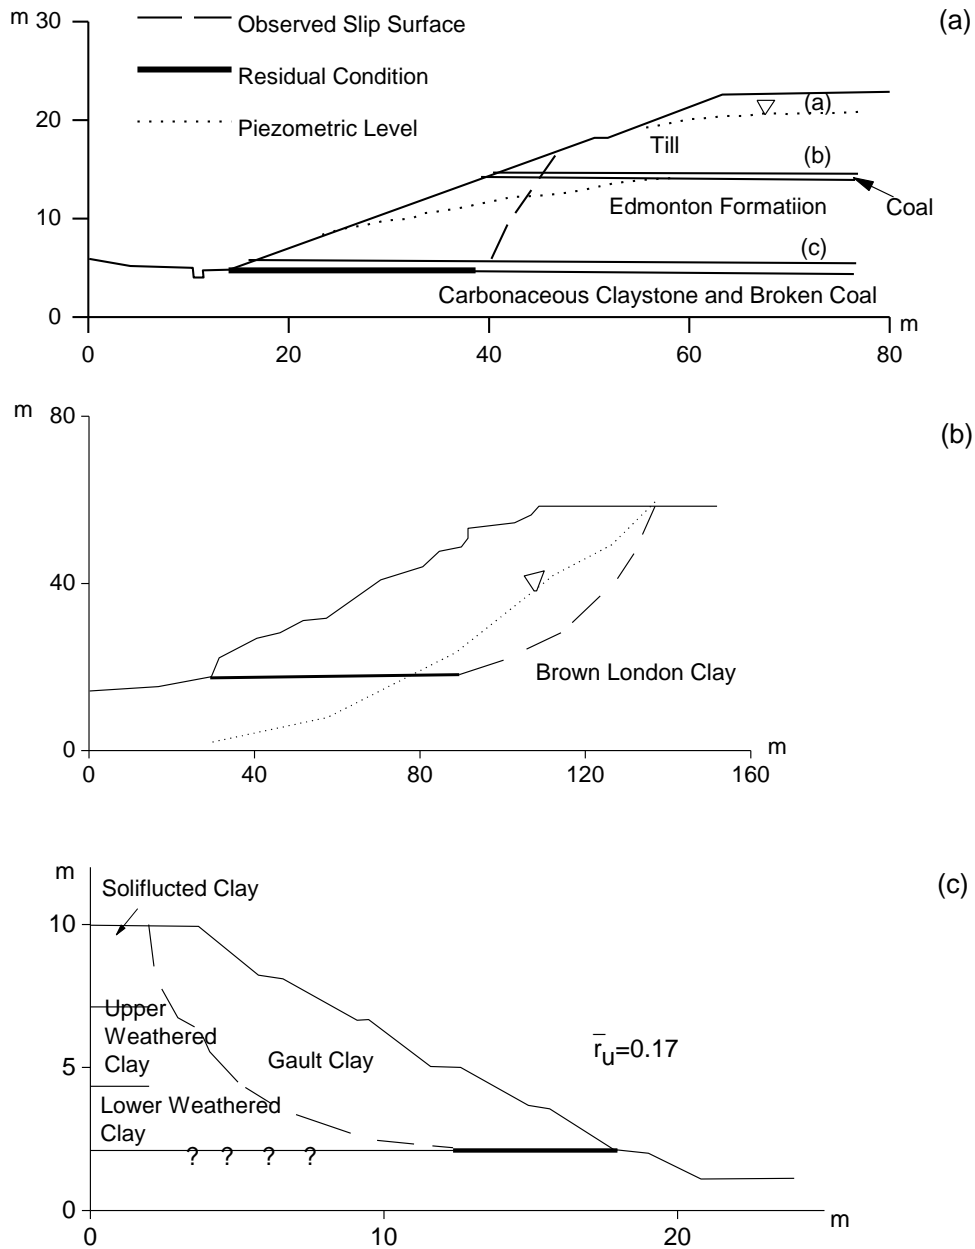 m 30
Observed Slip Surface
(a)
Residual Condition
20
Piezometric Level
(a)
Till
(b)
10
Edmonton Formatiion
Coal
(c)
Carbonaceous Claystone and Broken Coal
0
m
0 20 40 60 80
m 80
(b)
40
Brown London Clay
0
m
0 40 80 120 160
m
Soliflucted Clay
(c)
10
Upper
Weathered
Clay
Gault Clay
r̅u=0.17
5
Lower Weathered
Clay
? ? ? ?
0
m
0 10 20